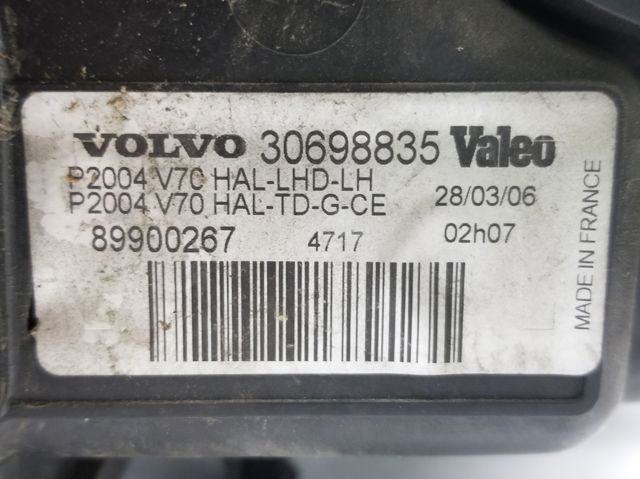 VOLVO 30698835 Valeo
P2004 V70 HAL-LHD-LH
P2004 V70 HAL-TD-G-CE 28/03/06
89900267 4717 02h07
MADE IN FRANCE